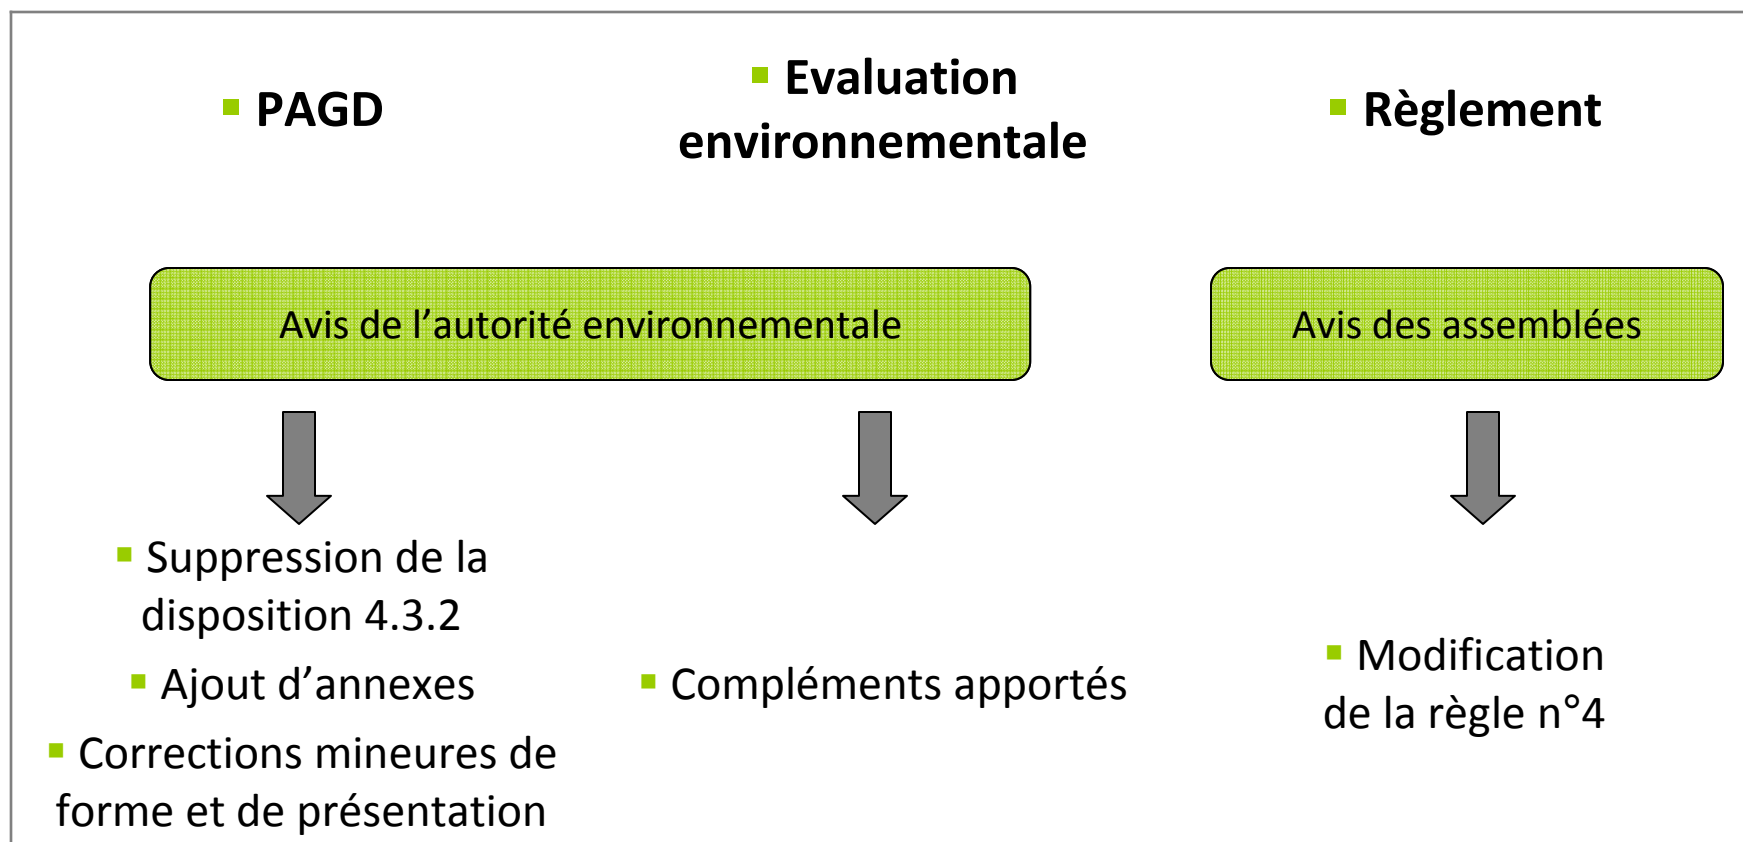 ▪ PAGD
▪ Evaluation
environnementale
▪ Règlement
Avis de l’autorité environnementale
Avis des assemblées
▪ Suppression de la
disposition 4.3.2
▪ Ajout d’annexes
▪ Corrections mineures de
forme et de présentation
▪ Compléments apportés
▪ Modification
de la règle n°4